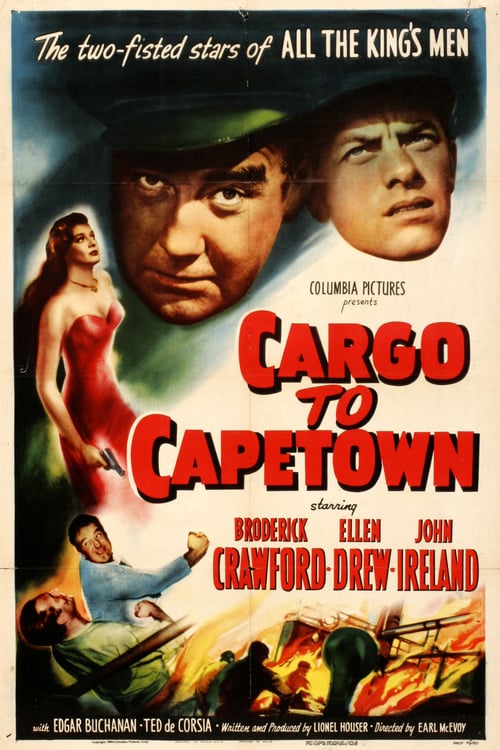 The two-fisted stars of ALL THE KING'S MEN
COLUMBIA PICTURES
presents
CARGO
TO
CAPETOWN
starring
BRODERICK ELLEN JOHN
CRAWFORD · DREW · IRELAND
with EDGAR BUCHANAN · TED de CORSIA · Written and Produced by LIONEL HOUSER · Directed by EARL McEVOY